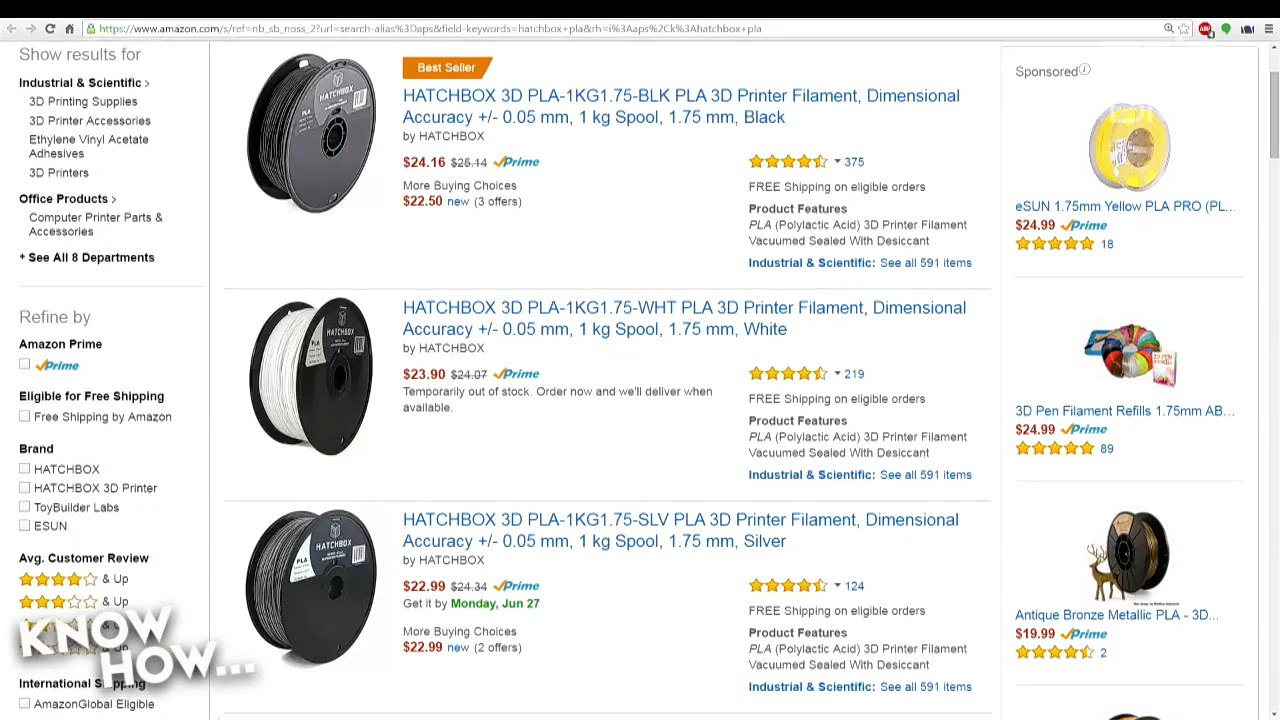 https://www.amazon.com/s/ref=nb_sb_noss_2?url=search-alias%3Daps&field-keywords=hatchbox+pla&rh=i%3Aaps%2Ck%3Ahatchbox+pla
Show results for
Industrial & Scientific >
3D Printing Supplies
3D Printer Accessories
Ethylene Vinyl Acetate
Adhesives
3D Printers
Office Products >
Computer Printer Parts &
Accessories
+ See All 8 Departments
Refine by
Amazon Prime
Prime
Eligible for Free Shipping
Free Shipping by Amazon
Brand
HATCHBOX
HATCHBOX 3D Printer
ToyBuilder Labs
ESUN
Avg. Customer Review
& Up
& Up
KNOW
HOW...
International Shipping
AmazonGlobal Eligible
Best Seller
HATCHBOX 3D PLA-1KG1.75-BLK PLA 3D Printer Filament, Dimensional
Accuracy +/- 0.05 mm, 1 kg Spool, 1.75 mm, Black
by HATCHBOX
$24.16 $25.14 Prime
More Buying Choices
$22.50 new (3 offers)
375
FREE Shipping on eligible orders
Product Features
PLA (Polylactic Acid) 3D Printer Filament
Vacuumed Sealed With Desiccant
Industrial & Scientific: See all 591 items
HATCHBOX
HATCHBOX 3D PLA-1KG1.75-WHT PLA 3D Printer Filament, Dimensional
Accuracy +/- 0.05 mm, 1 kg Spool, 1.75 mm, White
by HATCHBOX
$23.90 $24.07 Prime
Temporarily out of stock. Order now and we'll deliver when
available.
219
FREE Shipping on eligible orders
Product Features
PLA (Polylactic Acid) 3D Printer Filament
Vacuumed Sealed With Desiccant
Industrial & Scientific: See all 591 items
HATCHBOX
PLA
HATCHBOX 3D PLA-1KG1.75-SLV PLA 3D Printer Filament, Dimensional
Accuracy +/- 0.05 mm, 1 kg Spool, 1.75 mm, Silver
by HATCHBOX
$22.99 $24.34 Prime
Get it by Monday, Jun 27
More Buying Choices
$22.99 new (2 offers)
124
FREE Shipping on eligible orders
Product Features
PLA (Polylactic Acid) 3D Printer Filament
Vacuumed Sealed With Desiccant
Industrial & Scientific: See all 591 items
HATCHBOX
PLA
Sponsored
eSUN 1.75mm Yellow PLA PRO (PL...
$24.99 Prime
18
3D Pen Filament Refills 1.75mm AB...
$24.99 Prime
89
Antique Bronze Metallic PLA - 3D...
$19.99 Prime
2